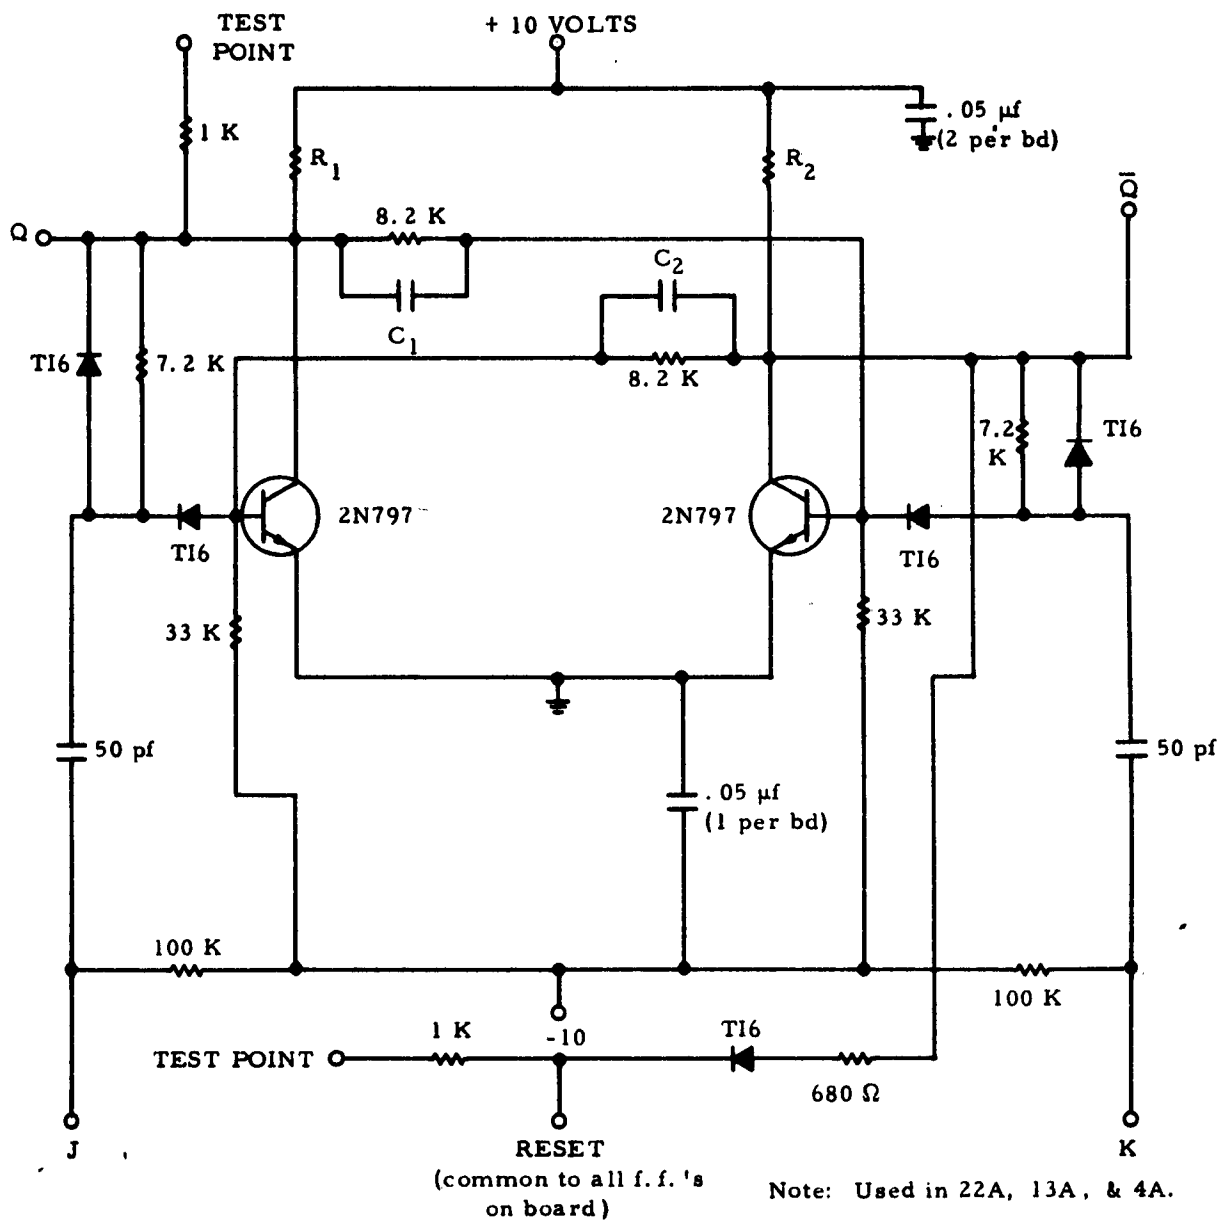 TEST
POINT
+ 10 VOLTS
1 K
.05 μf
(2 per bd)
R1
R2
Q̄
Q
8.2 K
C2
C1
TI6
7.2 K
8.2 K
7.2
K
TI6
2N797
2N797
TI6
TI6
33 K
33 K
50 pf
50 pf
.05 μf
(1 per bd)
100 K
100 K
-10
1 K
TI6
TEST POINT
680 Ω
J
RESET
K
(common to all f.f.'s
on board)
Note: Used in 22A, 13A, & 4A.